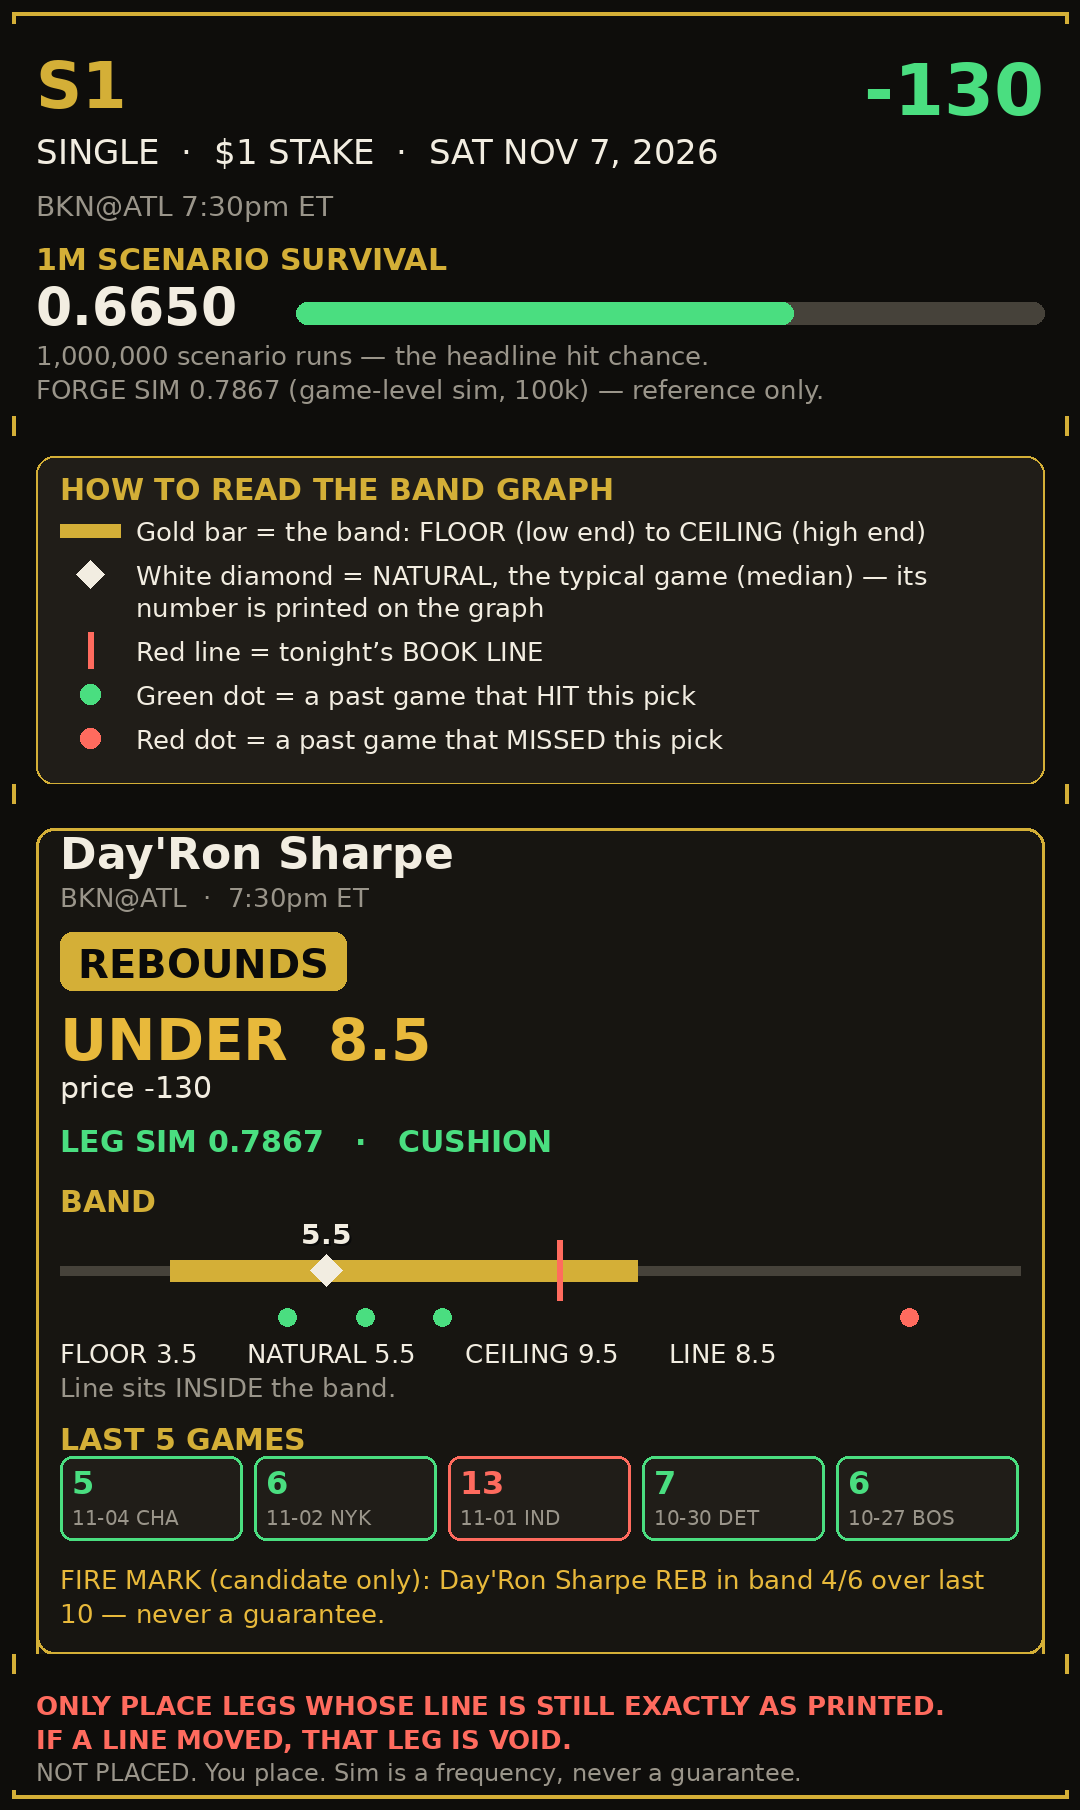 S1
-130
SINGLE · $1 STAKE · SAT NOV 7, 2026
BKN@ATL 7:30pm ET
1M SCENARIO SURVIVAL
0.6650
1,000,000 scenario runs — the headline hit chance.
FORGE SIM 0.7867 (game-level sim, 100k) — reference only.
HOW TO READ THE BAND GRAPH
Gold bar = the band: FLOOR (low end) to CEILING (high end)
White diamond = NATURAL, the typical game (median) — its
number is printed on the graph
Red line = tonight’s BOOK LINE
Green dot = a past game that HIT this pick
Red dot = a past game that MISSED this pick
Day'Ron Sharpe
BKN@ATL · 7:30pm ET
REBOUNDS
UNDER 8.5
price -130
LEG SIM 0.7867 · CUSHION
BAND
5.5
FLOOR 3.5 NATURAL 5.5 CEILING 9.5 LINE 8.5
Line sits INSIDE the band.
LAST 5 GAMES
5 6 13 7 6
11-04 CHA 11-02 NYK 11-01 IND 10-30 DET 10-27 BOS
FIRE MARK (candidate only): Day'Ron Sharpe REB in band 4/6 over last
10 — never a guarantee.
ONLY PLACE LEGS WHOSE LINE IS STILL EXACTLY AS PRINTED.
IF A LINE MOVED, THAT LEG IS VOID.
NOT PLACED. You place. Sim is a frequency, never a guarantee.